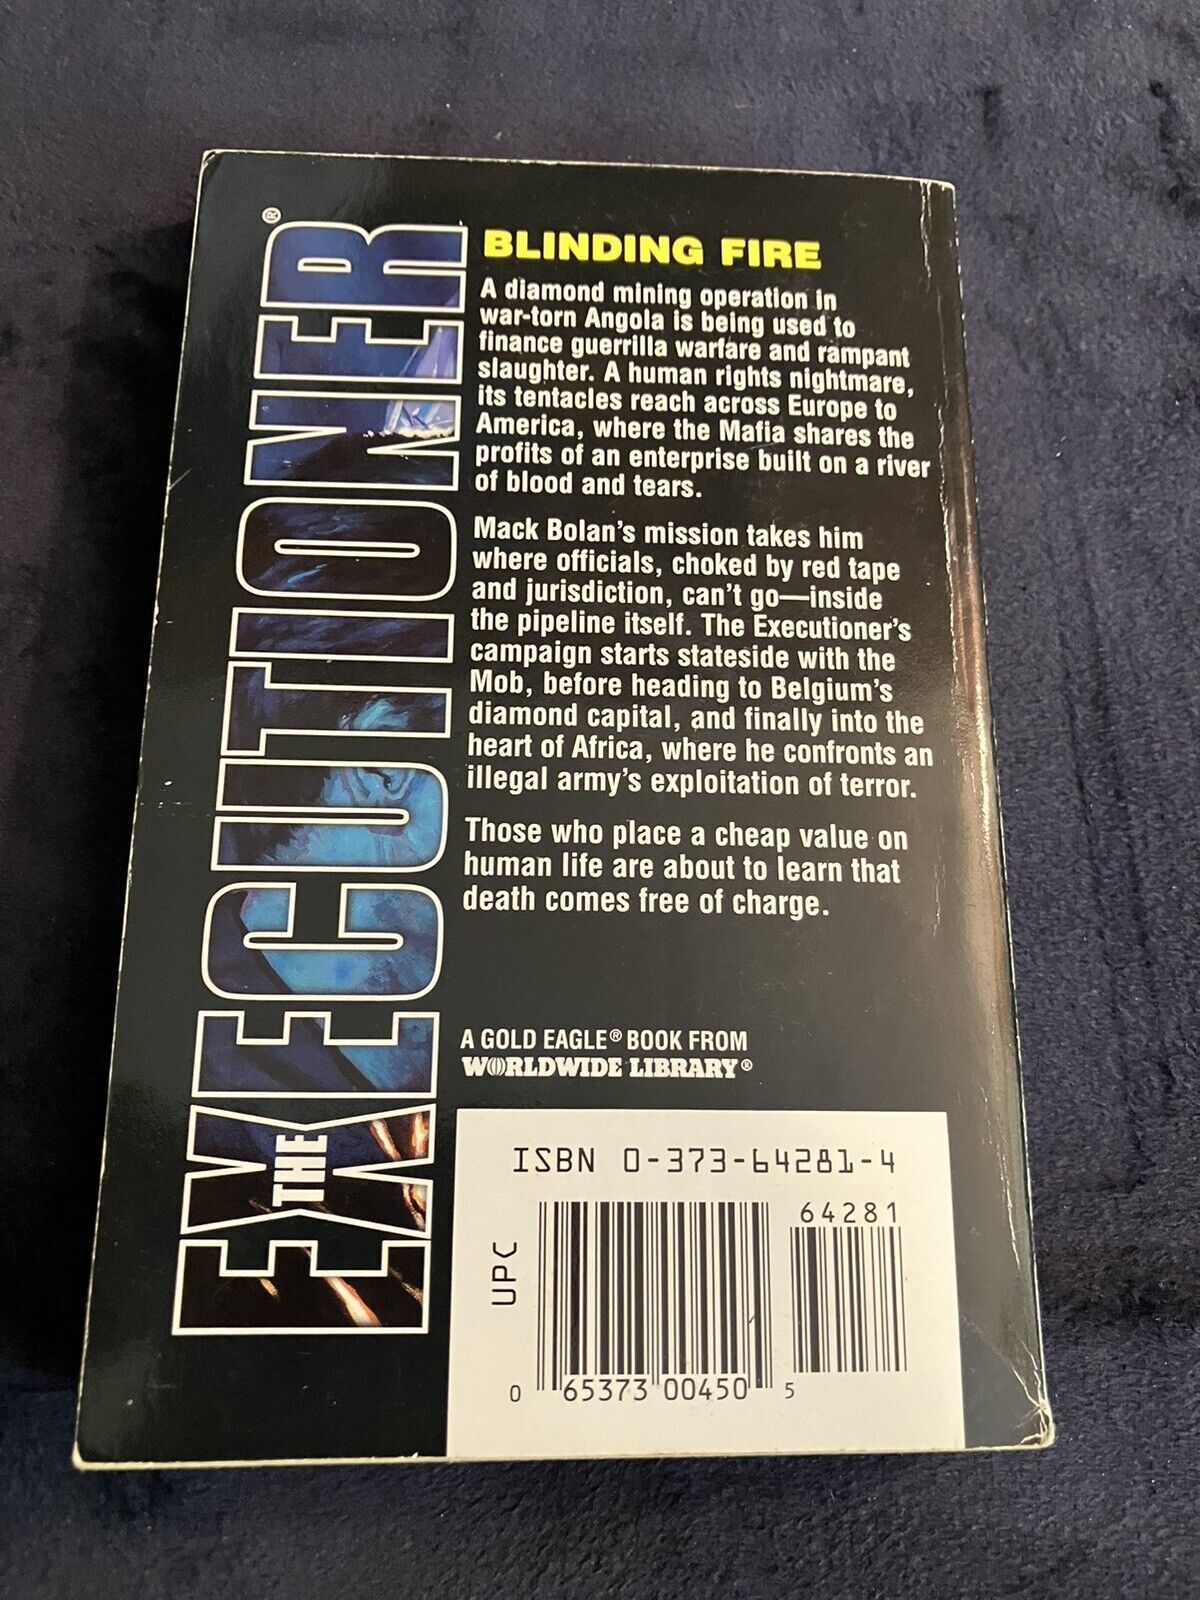 THE
EXECUTIONER®
BLINDING FIRE
A diamond mining operation in
war-torn Angola is being used to
finance guerrilla warfare and rampant
slaughter. A human rights nightmare,
its tentacles reach across Europe to
America, where the Mafia shares the
profits of an enterprise built on a river
of blood and tears.
Mack Bolan's mission takes him
where officials, choked by red tape
and jurisdiction, can't go—inside
the pipeline itself. The Executioner's
campaign starts stateside with the
Mob, before heading to Belgium's
diamond capital, and finally into the
heart of Africa, where he confronts an
illegal army's exploitation of terror.
Those who place a cheap value on
human life are about to learn that
death comes free of charge.
A GOLD EAGLE® BOOK FROM
WORLDWIDE LIBRARY®
ISBN 0-373-64281-4
64281
UPC
0 65373 00450 5